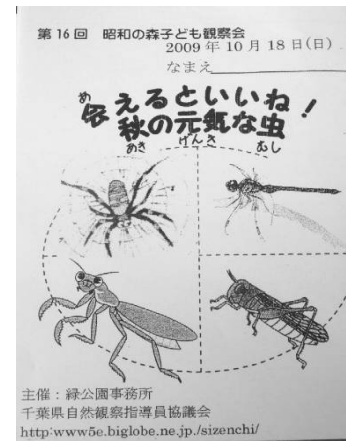 第16回 昭和の森子ども観察会
2009年10月18日(日)
なまえ
あ
会えるといいね!
秋の元気な虫
あき げんき むし
主催:緑公園事務所
千葉県自然観察指導員協議会
http:www5e.biglobe.ne.jp./sizenchi/